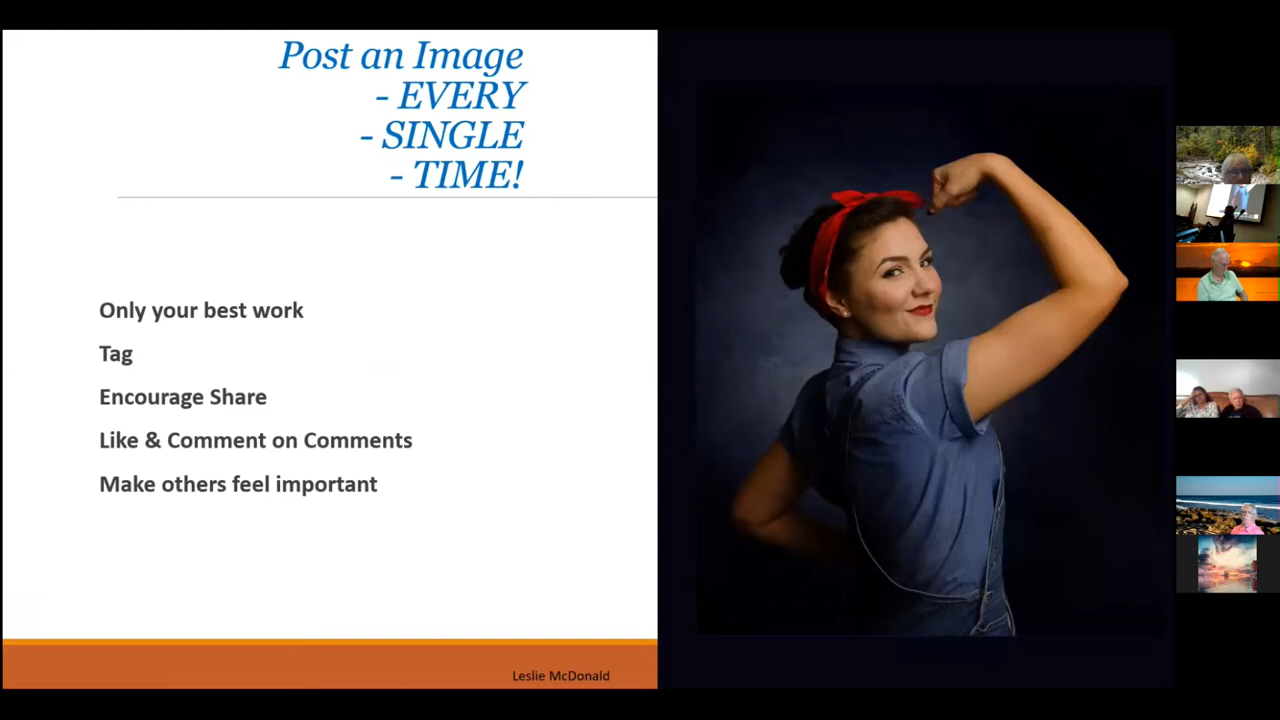 Post an Image
- EVERY
- SINGLE
- TIME!
Only your best work
Tag
Encourage Share
Like & Comment on Comments
Make others feel important
Leslie McDonald